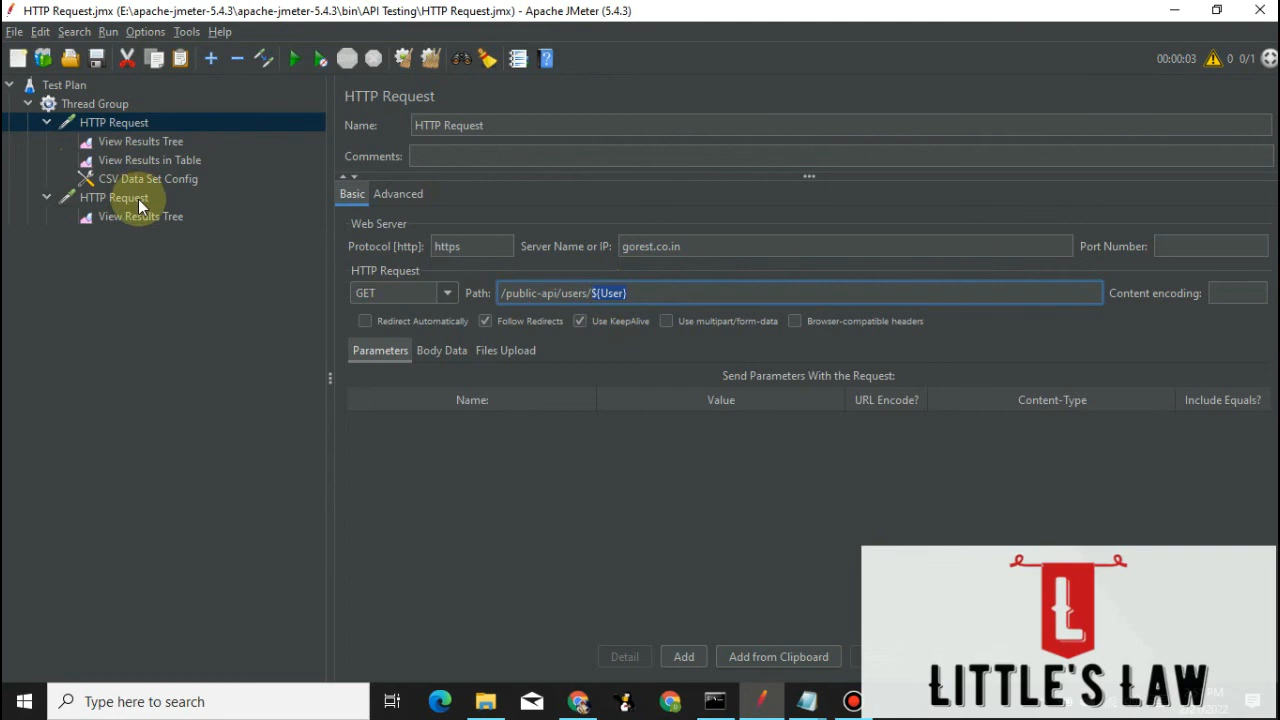 HTTP Request.jmx (E:\apache-jmeter-5.4.3\apache-jmeter-5.4.3\bin\API Testing\HTTP Request.jmx) - Apache JMeter (5.4.3)
File Edit Search Run Options Tools Help
00:00:03 0 0/1
Test Plan
Thread Group
HTTP Request
View Results Tree
View Results in Table
CSV Data Set Config
HTTP Request
View Results Tree
HTTP Request
Name: HTTP Request
Comments:
Basic Advanced
Web Server
Protocol [http]: https Server Name or IP: gorest.co.in Port Number:
HTTP Request
GET Path: /public-api/users/${User} Content encoding:
Redirect Automatically Follow Redirects Use KeepAlive Use multipart/form-data Browser-compatible headers
Parameters Body Data Files Upload
Send Parameters With the Request:
Name: Value URL Encode? Content-Type Include Equals?
Detail Add Add from Clipboard
L
LITTLE'S LAW
Type here to search